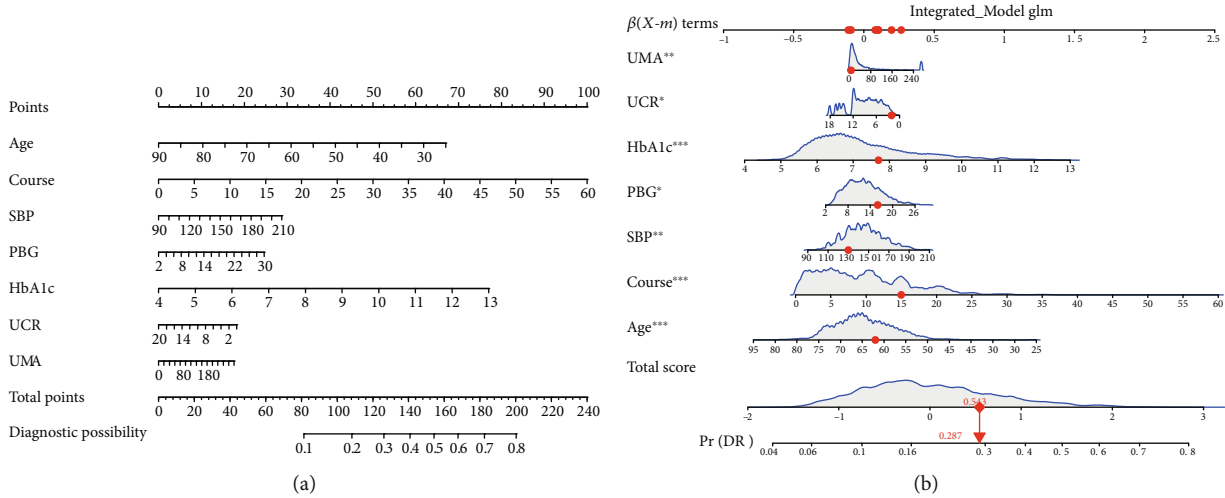 Points
0 10 20 30 40 50 60 70 80 90 100
Age
90 80 70 60 50 40 30
Course
0 5 10 15 20 25 30 35 40 45 50 55 60
SBP
90 120 150 180 210
PBG
2 8 10 14 22 30
HbA1c
4 5 6 7 8 9 10 11 12 13
UCR
20 14 8 2
UMA
0 80 180
Total points
0 20 40 60 80 100 120 140 160 180 200 220 240
Diagnostic possibility
0.1 0.2 0.3 0.4 0.5 0.6 0.7 0.8
(a)
Integrated_Model glm
β(X-m) terms
−1 −0.5 0 0.5 1 1 5 2 2.5
UMA**
0 80 160 240
UCR*
18 12 6 0
HbA1c***
4 5 6 7 8 9 10 11 12 13
PBG*
2 8 14 20 26
SBP**
90 110 130 1501 70 190 210
Course***
0 5 10 15 20 25 30 35 40 45 50 55 60
Age***
95 80 80 75 70 65 60 55 50 45 30 30 25
Total score
0.543
−2 −1 0 1 2 3
0.287
Pr (DR )
0.04 0.06 0.1 0.16 0. 3 0. 4 0. 5 0. 6 0. 7 0. 8
(b)